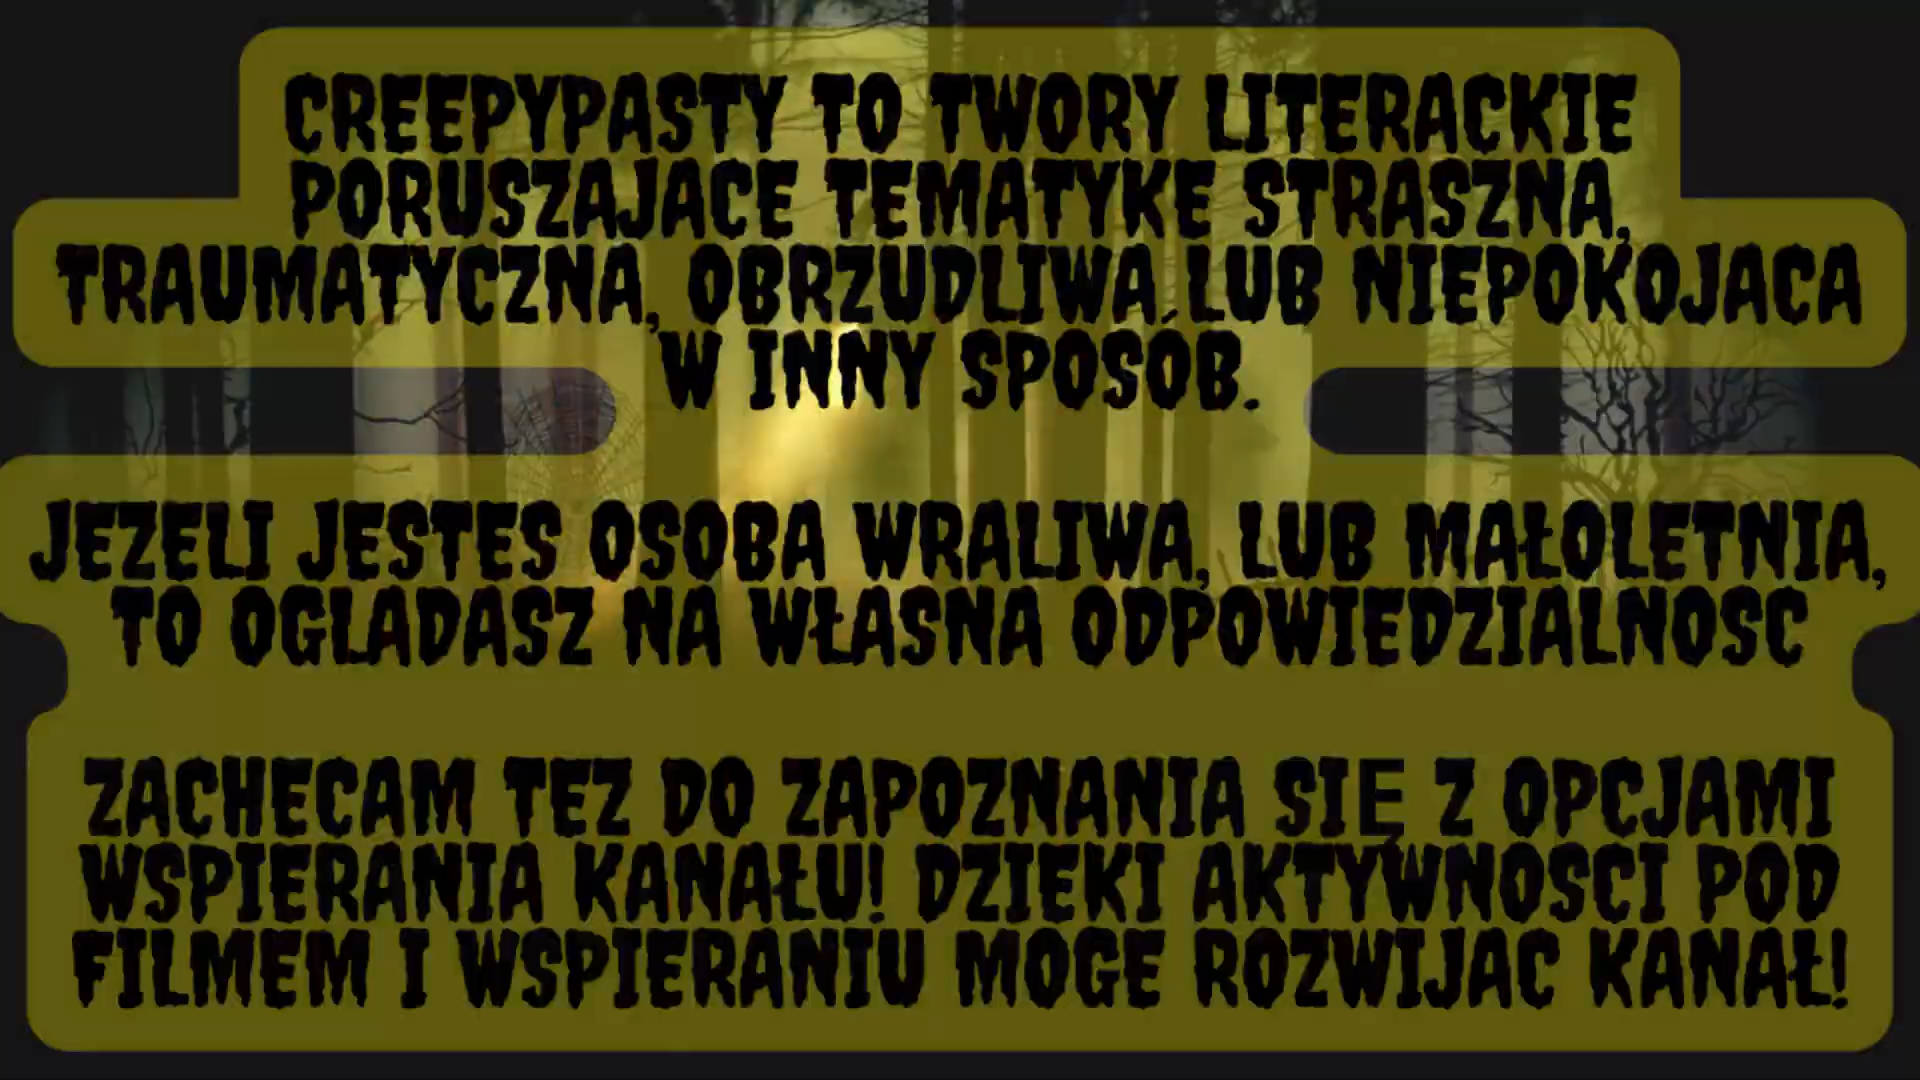 CREEPYPASTY TO TWORY LITERACKIE
PORUSZAJACE TEMATYKE STRASZNA,
TRAUMATYCZNA, OBRZUDLIWA LUB NIEPOKOJACA
W INNY SPOSÓB.
JEZELI JESTES OSOBA WRALIWA, LUB MAŁOLETNIA,
TO OGLADASZ NA WŁASNA ODPOWIEDZIALNOSC
ZACHECAM TEZ DO ZAPOZNANIA SIĘ Z OPCJAMI
WSPIERANIA KANAŁU! DZIEKI AKTYWNOSCI POD
FILMEM I WSPIERANIU MOGE ROZWIJAC KANAŁ!